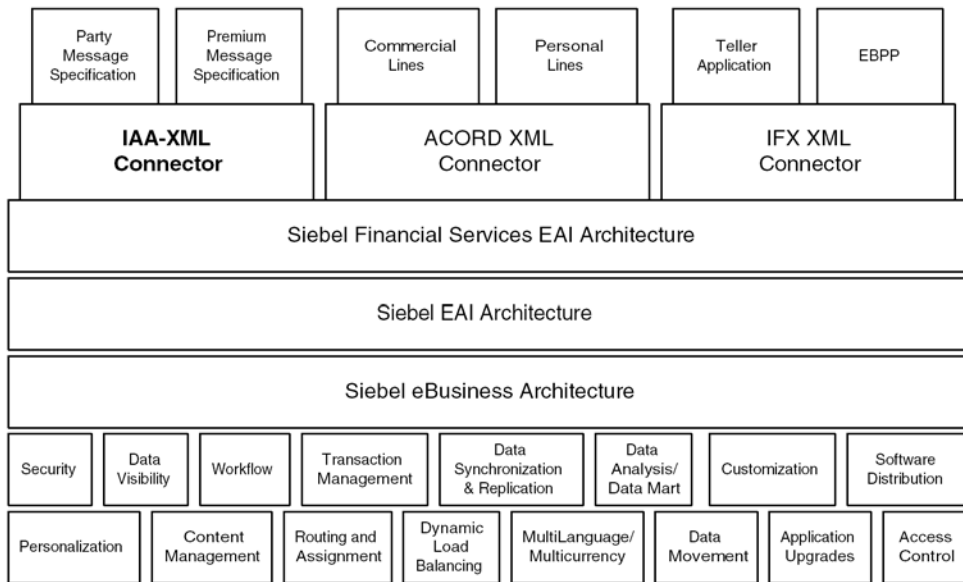 Party
Message
Specification
Premium
Message
Specification
Commercial
Lines
Personal
Lines
Teller
Application
EBPP
IAA-XML
Connector
ACORD XML
Connector
IFX XML
Connector
Siebel Financial Services EAI Architecture
Siebel EAI Architecture
Siebel eBusiness Architecture
Security
Data
Visibility
Workflow
Transaction
Management
Data
Synchronization
& Replication
Data
Analysis/
Data Mart
Customization
Software
Distribution
Personalization
Content
Management
Routing and
Assignment
Dynamic
Load
Balancing
MultiLanguage/
Multicurrency
Data
Movement
Application
Upgrades
Access
Control